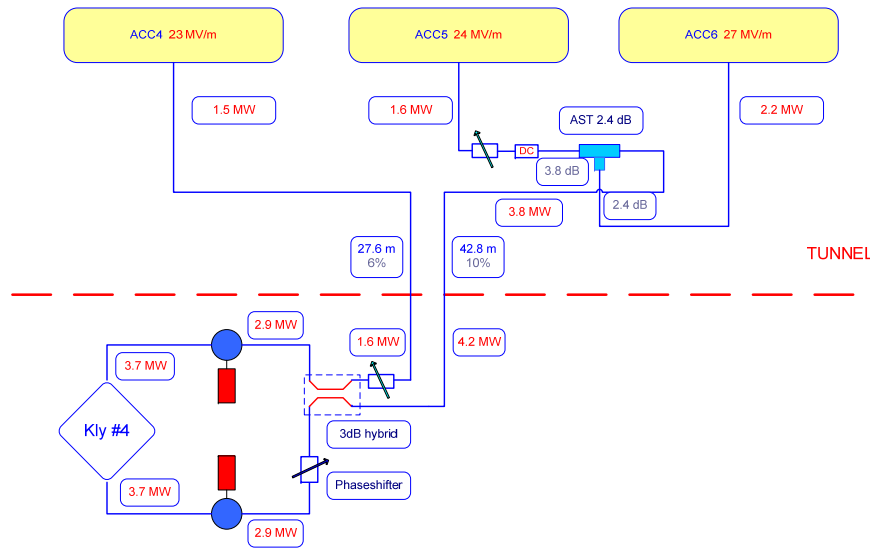 ACC4 23 MV/m
ACC5 24 MV/m
ACC6 27 MV/m
1.5 MW
1.6 MW
2.2 MW
AST 2.4 dB
DC
3.8 dB
2.4 dB
3.8 MW
27.6 m
6%
42.8 m
10%
TUNNEL
2.9 MW
1.6 MW
4.2 MW
3.7 MW
Kly #4
3dB hybrid
Phaseshifter
3.7 MW
2.9 MW